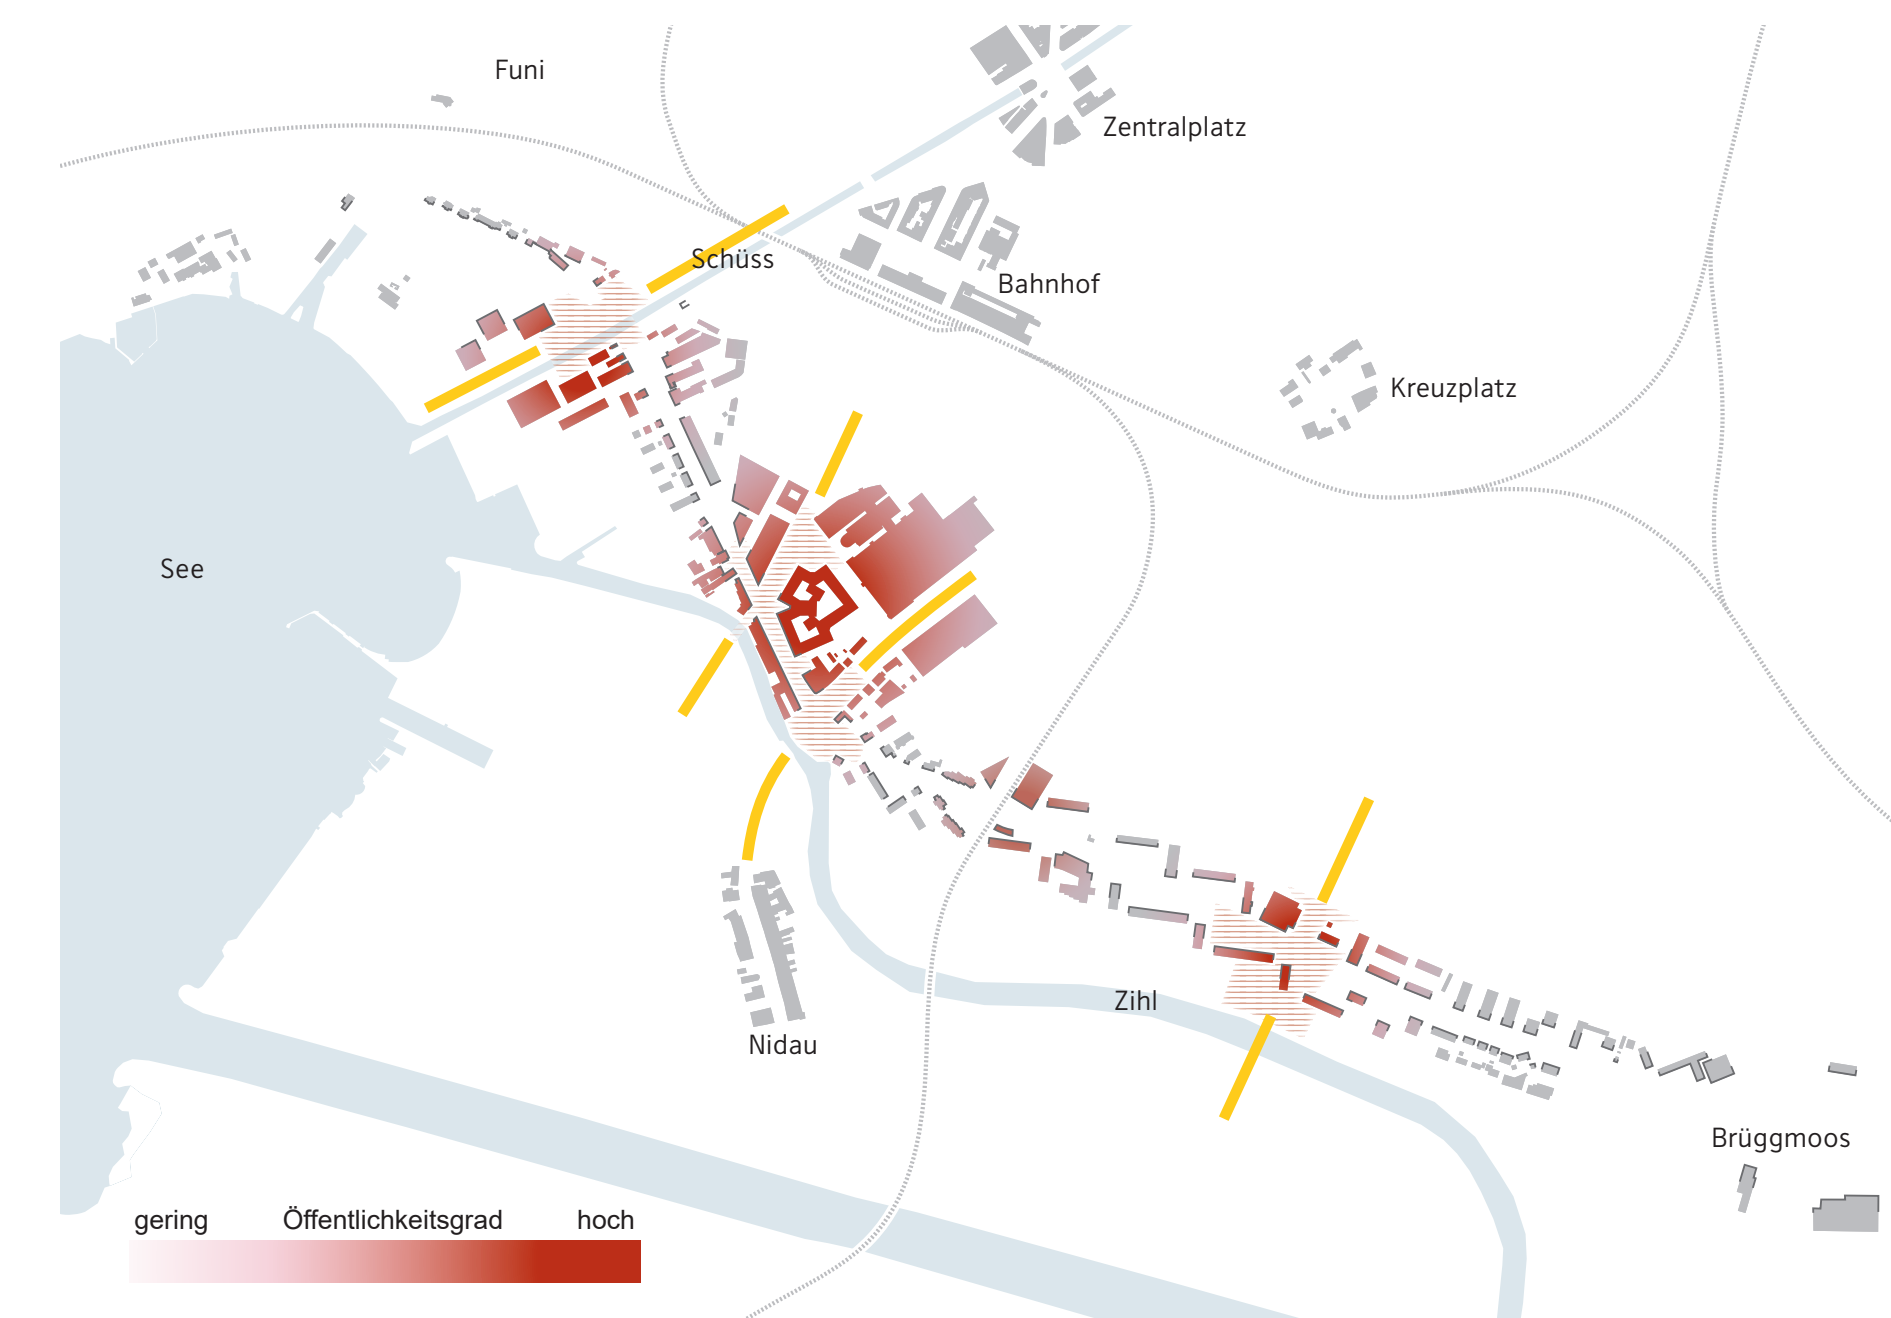 Funi
Zentralplatz
Schüss
Bahnhof
Kreuzplatz
See
Zihl
Nidau
Brüggmoos
gering Öffentlichkeitsgrad hoch